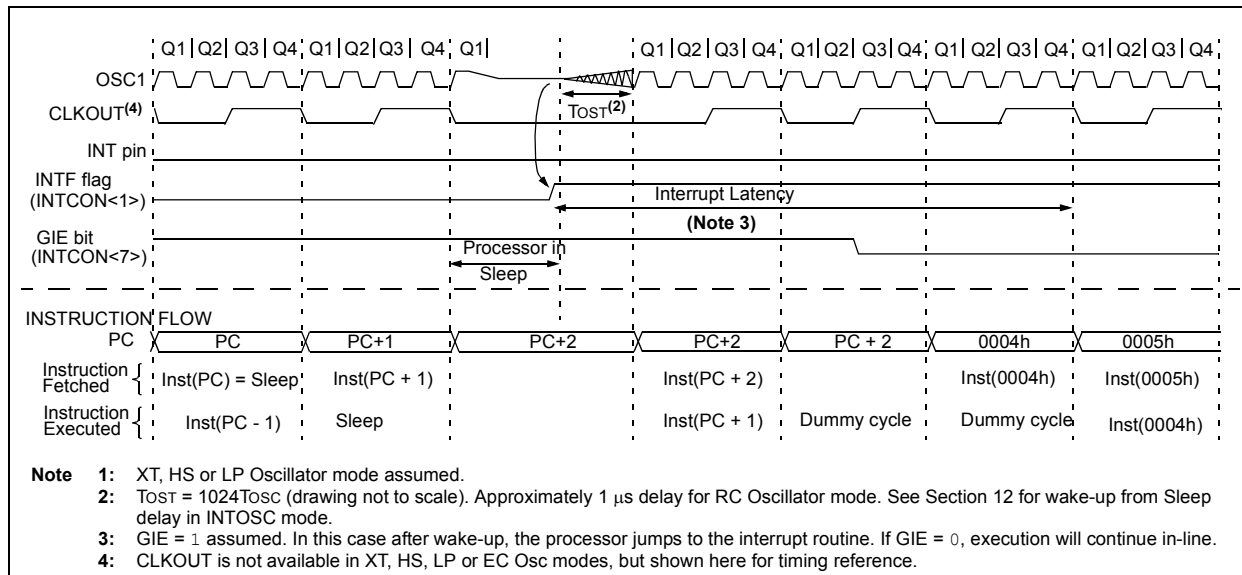 Q1 Q2 Q3 Q4 Q1 Q2 Q3 Q4 Q1 Q1 Q2 Q3 Q4 Q1 Q2 Q3 Q4 Q1 Q2 Q3 Q4 Q1 Q2 Q3 Q4
OSC1
TOST(2)
CLKOUT(4)
INT pin
INTF flag
(INTCON<1>)
Interrupt Latency
(Note 3)
GIE bit
(INTCON<7>)
Processor in
Sleep
INSTRUCTION FLOW
PC PC PC+1 PC+2 PC+2 PC + 2 0004h 0005h
Instruction
Fetched
Inst(PC) = Sleep Inst(PC + 1) Inst(PC + 2) Inst(0004h) Inst(0005h)
Instruction
Executed
Inst(PC - 1) Sleep Inst(PC + 1) Dummy cycle Dummy cycle Inst(0004h)
Note 1: XT, HS or LP Oscillator mode assumed.
2: TOST = 1024TOSC (drawing not to scale). Approximately 1 μs delay for RC Oscillator mode. See Section 12 for wake-up from Sleep
delay in INTOSC mode.
3: GIE = 1 assumed. In this case after wake-up, the processor jumps to the interrupt routine. If GIE = 0, execution will continue in-line.
4: CLKOUT is not available in XT, HS, LP or EC Osc modes, but shown here for timing reference.